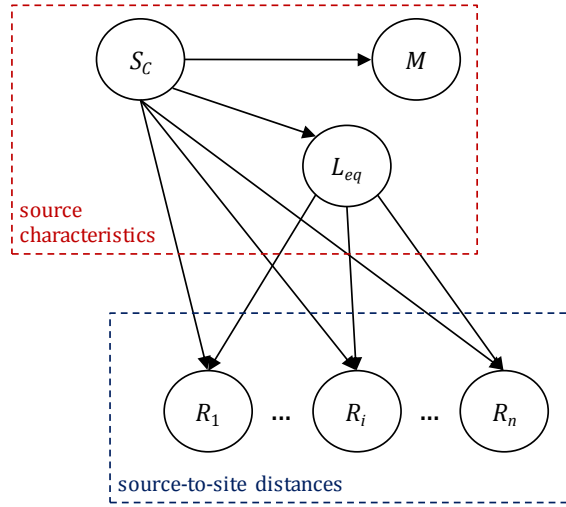 S_C
M
L_eq
source
characteristics
R_1 ... R_i ... R_n
source-to-site distances